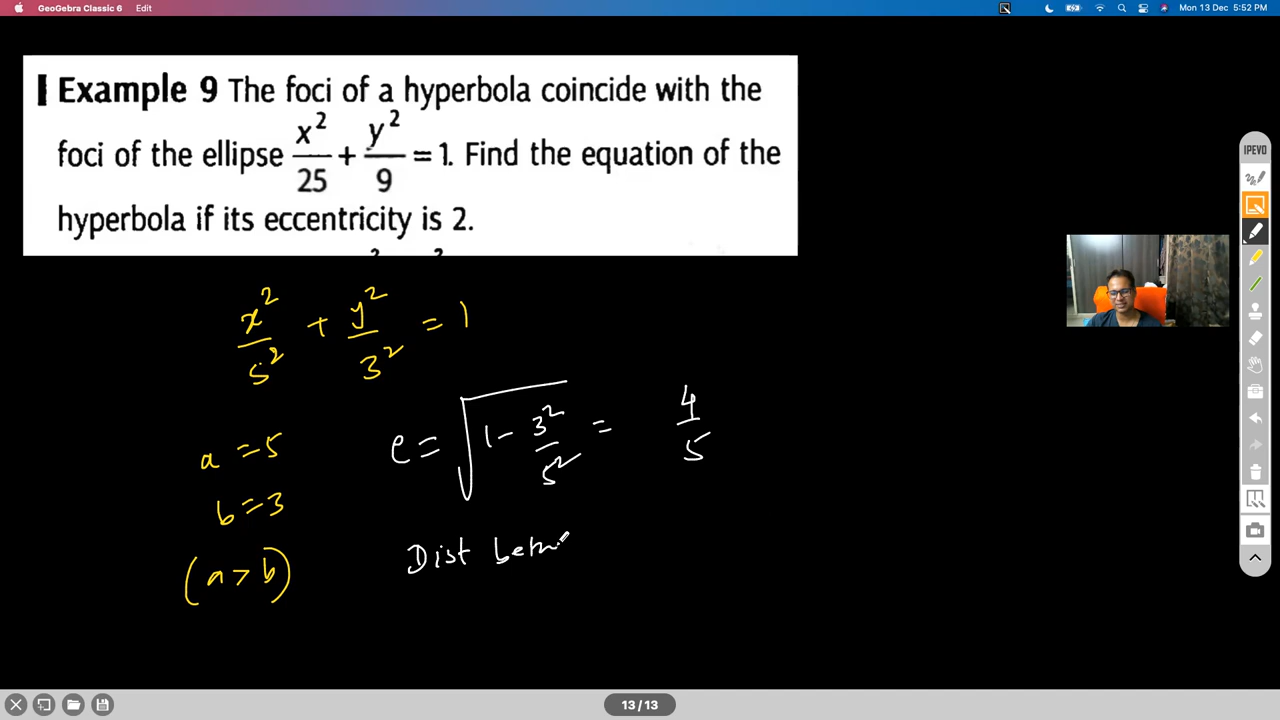 GeoGebra Classic 6 Edit Mon 13 Dec 5:52 PM
Example 9 The foci of a hyperbola coincide with the
foci of the ellipse x²/25 + y²/9 = 1. Find the equation of the
hyperbola if its eccentricity is 2.
IPEVO
x²/5² + y²/3² = 1
e = √(1 - 3²/5²) = 4/5
a = 5
b = 3
(a > b)
Dist betw
13/13